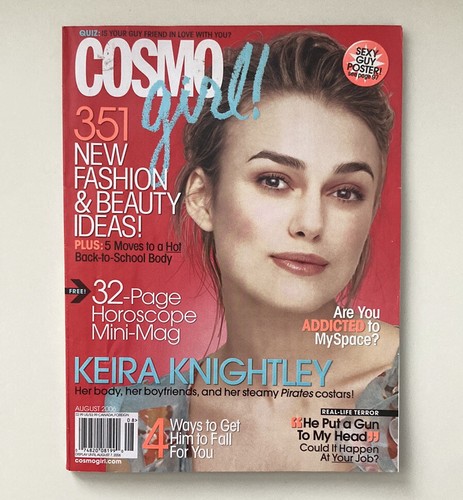 QUIZ: IS YOUR GUY FRIEND IN LOVE WITH YOU?
COSMO
girl!
SEXY
GUY
POSTER!
351
NEW
FASHION
& BEAUTY
IDEAS!
PLUS: 5 Moves to a Hot
Back-to-School Body
FREE!
32-Page
Horoscope
Mini-Mag
Are You
ADDICTED to
MySpace?
KEIRA KNIGHTLEY
Her body, her boyfriends, and her steamy Pirates costars!
AUGUST 2006
08>
cosmogirl.com
4 Ways to Get
Him to Fall
For You
REAL-LIFE TERROR
"He Put a Gun
To My Head"
Could It Happen
At Your Job?